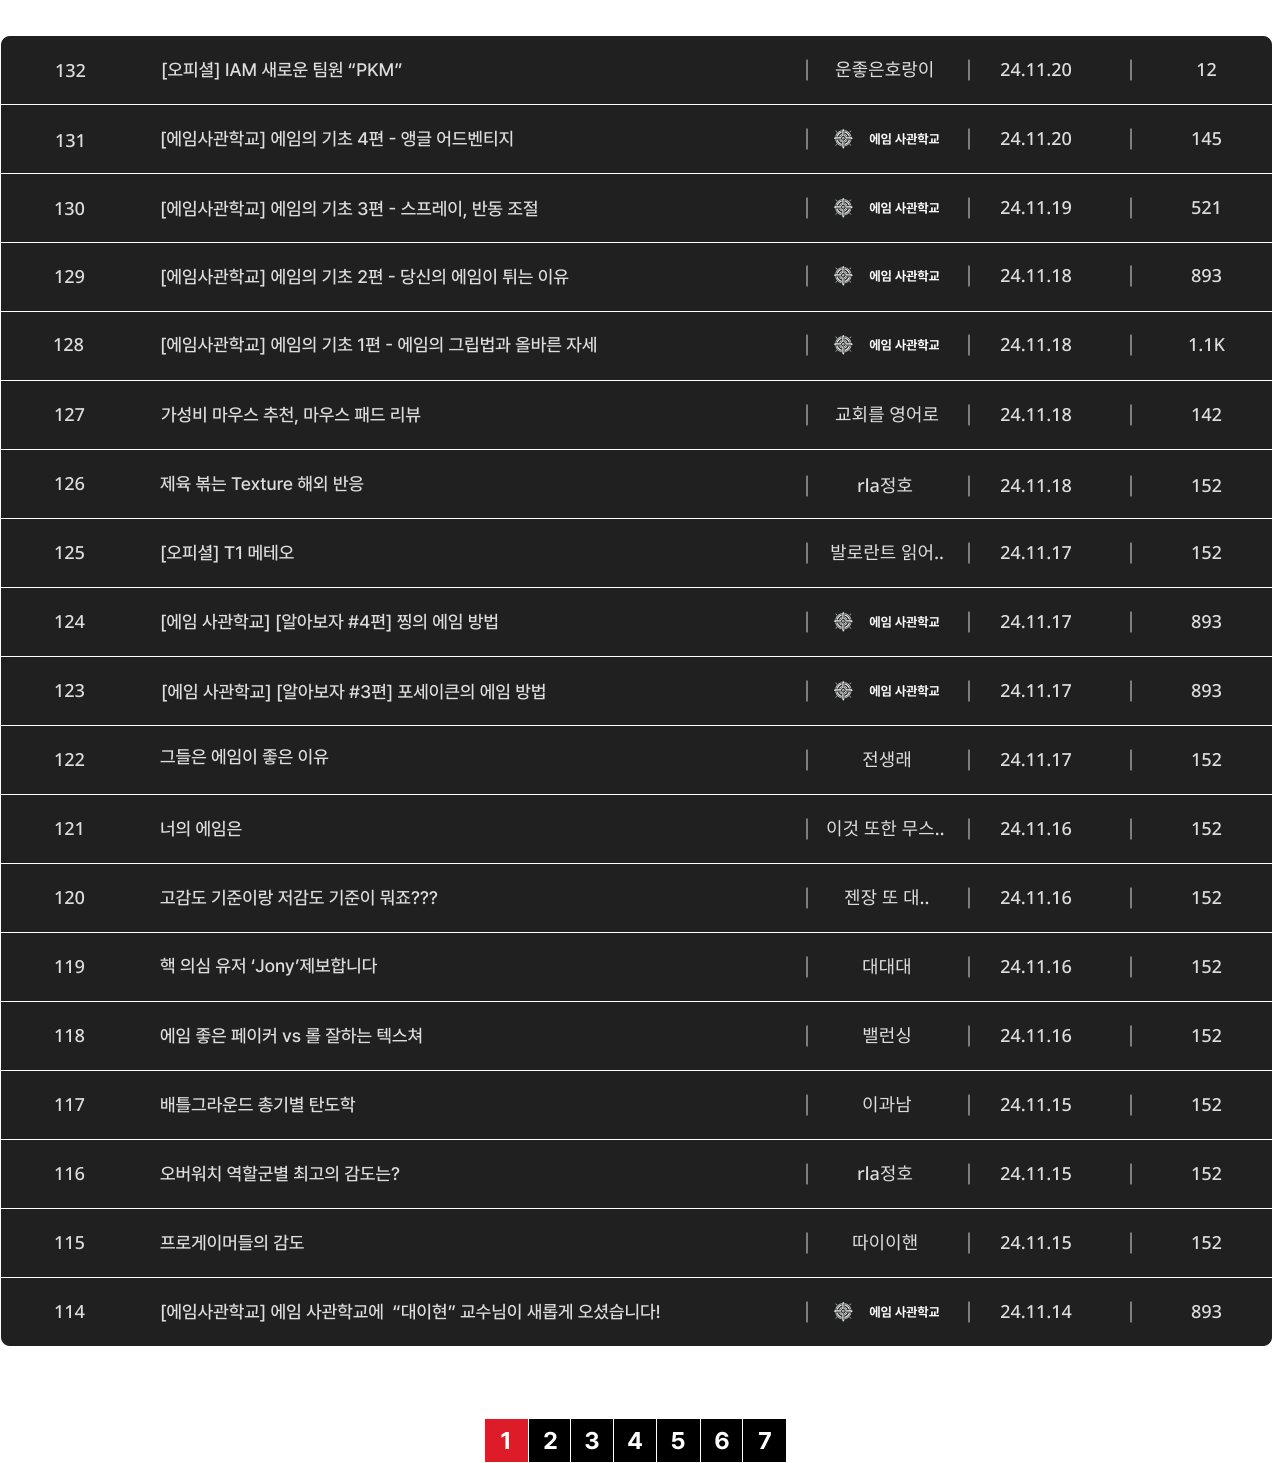 132 [오피셜] IAM 새로운 팀원 “PKM” | 운좋은호랑이 | 24.11.20 | 12
131 [에임사관학교] 에임의 기초 4편 - 앵글 어드벤티지 | 에임 사관학교 | 24.11.20 | 145
130 [에임사관학교] 에임의 기초 3편 - 스프레이, 반동 조절 | 에임 사관학교 | 24.11.19 | 521
129 [에임사관학교] 에임의 기초 2편 - 당신의 에임이 튀는 이유 | 에임 사관학교 | 24.11.18 | 893
128 [에임사관학교] 에임의 기초 1편 - 에임의 그립법과 올바른 자세 | 에임 사관학교 | 24.11.18 | 1.1K
127 가성비 마우스 추천, 마우스 패드 리뷰 | 교회를 영어로 | 24.11.18 | 142
126 제육 볶는 Texture 해외 반응 | rla정호 | 24.11.18 | 152
125 [오피셜] T1 메테오 | 발로란트 읽어.. | 24.11.17 | 152
124 [에임 사관학교] [알아보자 #4편] 찡의 에임 방법 | 에임 사관학교 | 24.11.17 | 893
123 [에임 사관학교] [알아보자 #3편] 포세이큰의 에임 방법 | 에임 사관학교 | 24.11.17 | 893
122 그들은 에임이 좋은 이유 | 전생래 | 24.11.17 | 152
121 너의 에임은 | 이것 또한 무스.. | 24.11.16 | 152
120 고감도 기준이랑 저감도 기준이 뭐죠??? | 젠장 또 대.. | 24.11.16 | 152
119 핵 의심 유저 ‘Jony’제보합니다 | 대대대 | 24.11.16 | 152
118 에임 좋은 페이커 vs 롤 잘하는 텍스쳐 | 밸런싱 | 24.11.16 | 152
117 배틀그라운드 총기별 탄도학 | 이과남 | 24.11.15 | 152
116 오버워치 역할군별 최고의 감도는? | rla정호 | 24.11.15 | 152
115 프로게이머들의 감도 | 따이이핸 | 24.11.15 | 152
114 [에임사관학교] 에임 사관학교에 “대이현” 교수님이 새롭게 오셨습니다! | 에임 사관학교 | 24.11.14 | 893
1 2 3 4 5 6 7